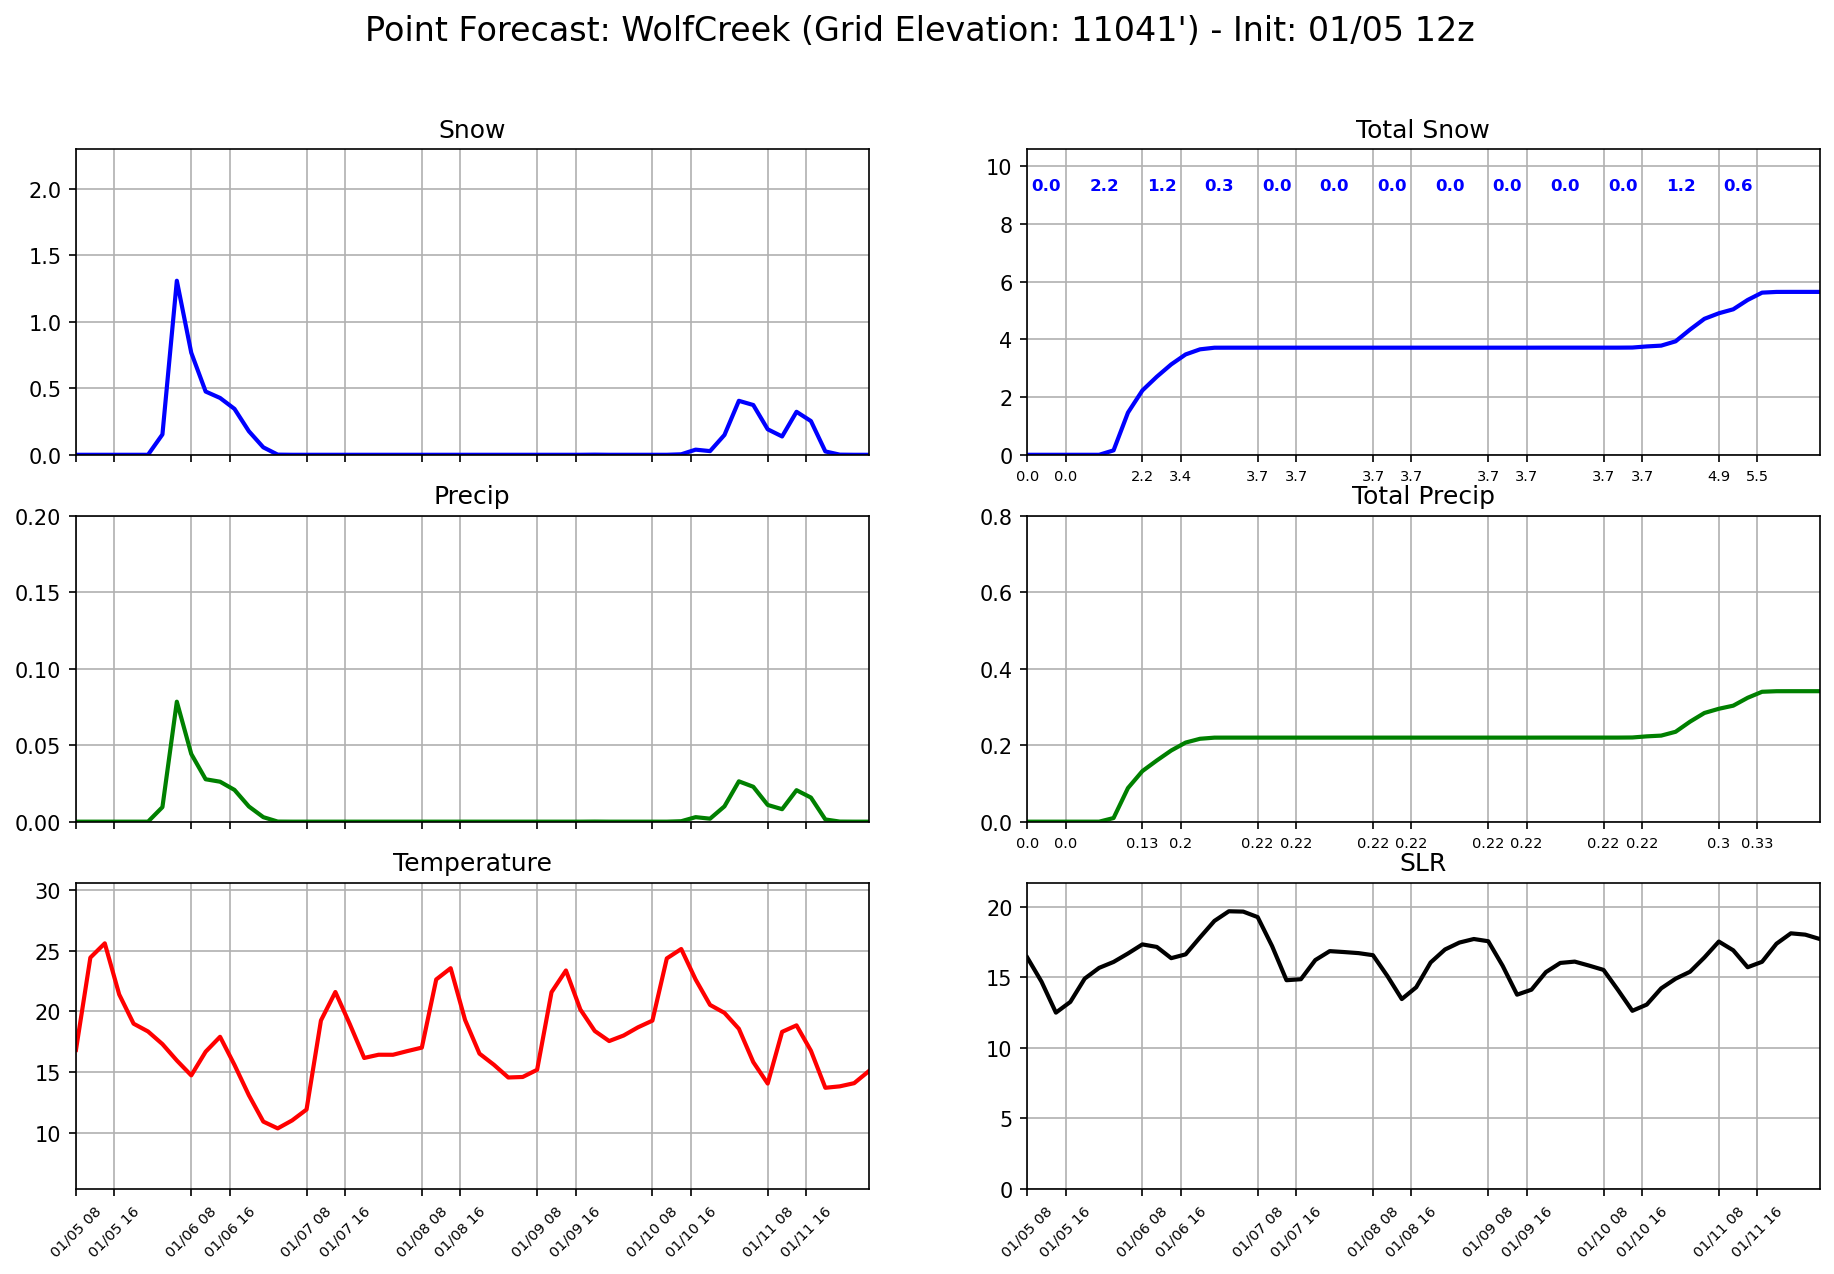 Point Forecast: WolfCreek (Grid Elevation: 11041') - Init: 01/05 12z
Snow
2.0
1.5
1.0
0.5
0.0
Total Snow
10
8
6
4
2
0
0.0 2.2 1.2 0.3 0.0 0.0 0.0 0.0 0.0 0.0 0.0 1.2 0.6
0.0 0.0 2.2 3.4 3.7 3.7 3.7 3.7 3.7 3.7 3.7 3.7 4.9 5.5
Precip
0.20
0.15
0.10
0.05
0.00
Total Precip
0.8
0.6
0.4
0.2
0.0
0.0 0.0 0.13 0.2 0.22 0.22 0.22 0.22 0.22 0.22 0.22 0.22 0.3 0.33
Temperature
30
25
20
15
10
01/05 08 01/05 16 01/06 08 01/06 16 01/07 08 01/07 16 01/08 08 01/08 16 01/09 08 01/09 16 01/10 08 01/10 16 01/11 08 01/11 16
SLR
20
15
10
5
0
01/05 08 01/05 16 01/06 08 01/06 16 01/07 08 01/07 16 01/08 08 01/08 16 01/09 08 01/09 16 01/10 08 01/10 16 01/11 08 01/11 16